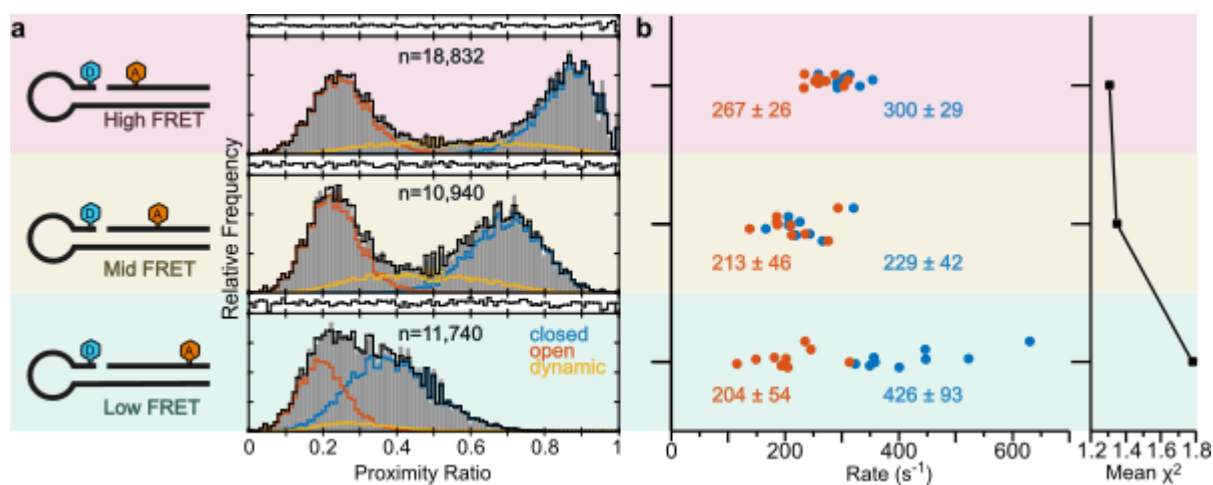 a
b
D
A
High FRET
n=18,832
267 ± 26
300 ± 29
D
A
Mid FRET
n=10,940
213 ± 46
229 ± 42
D
A
Low FRET
n=11,740
closed
open
dynamic
204 ± 54
426 ± 93
Relative Frequency
0 0.2 0.4 0.6 0.8 1
Proximity Ratio
0 200 400 600
Rate (s⁻¹)
1.2 1.4 1.6 1.8
Mean χ²